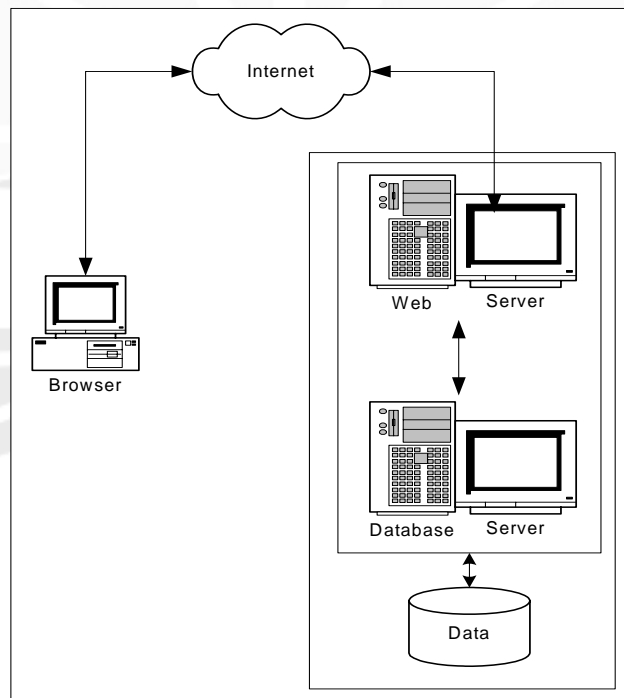 Internet
Web Server
Browser
Database Server
Data